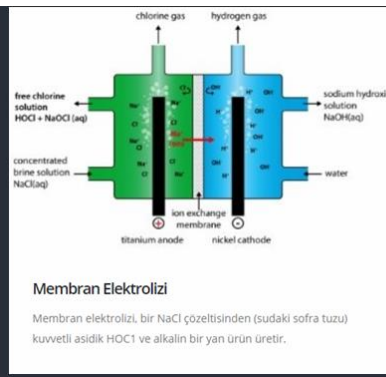 chlorine gas
hydrogen gas
free chlorine
solution
HOCl + NaOCl (aq)
sodium hydroxi
solution
NaOH(aq)
concentrated
brine solution
NaCl(aq)
water
ion exchange
membrane
titanium anode
nickel cathode
Membran Elektrolizi
Membran elektrolizi, bir NaCl çözeltisinden (sudaki sofra tuzu)
kuvvetli asidik HOC1 ve alkalin bir yan ürün üretir.